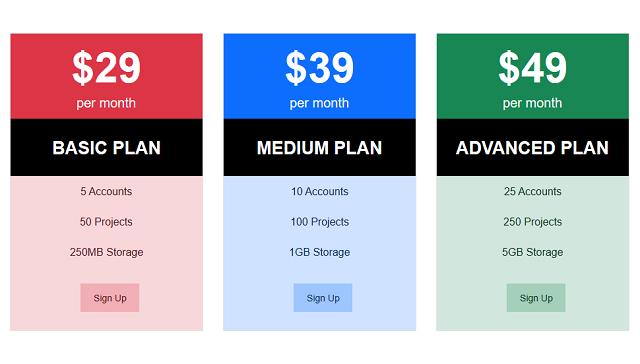 $29
per month
BASIC PLAN
5 Accounts
50 Projects
250MB Storage
Sign Up
$39
per month
MEDIUM PLAN
10 Accounts
100 Projects
1GB Storage
Sign Up
$49
per month
ADVANCED PLAN
25 Accounts
250 Projects
5GB Storage
Sign Up